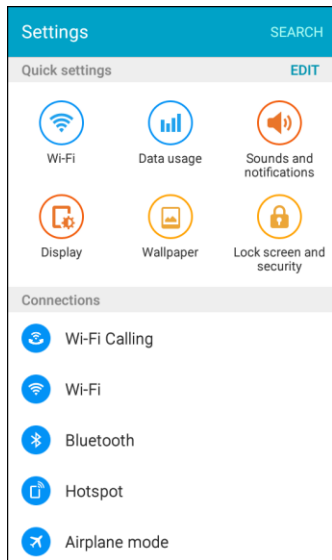 Settings SEARCH
Quick settings EDIT
Wi-Fi Data usage Sounds and
notifications
Display Wallpaper Lock screen and
security
Connections
Wi-Fi Calling
Wi-Fi
Bluetooth
Hotspot
Airplane mode